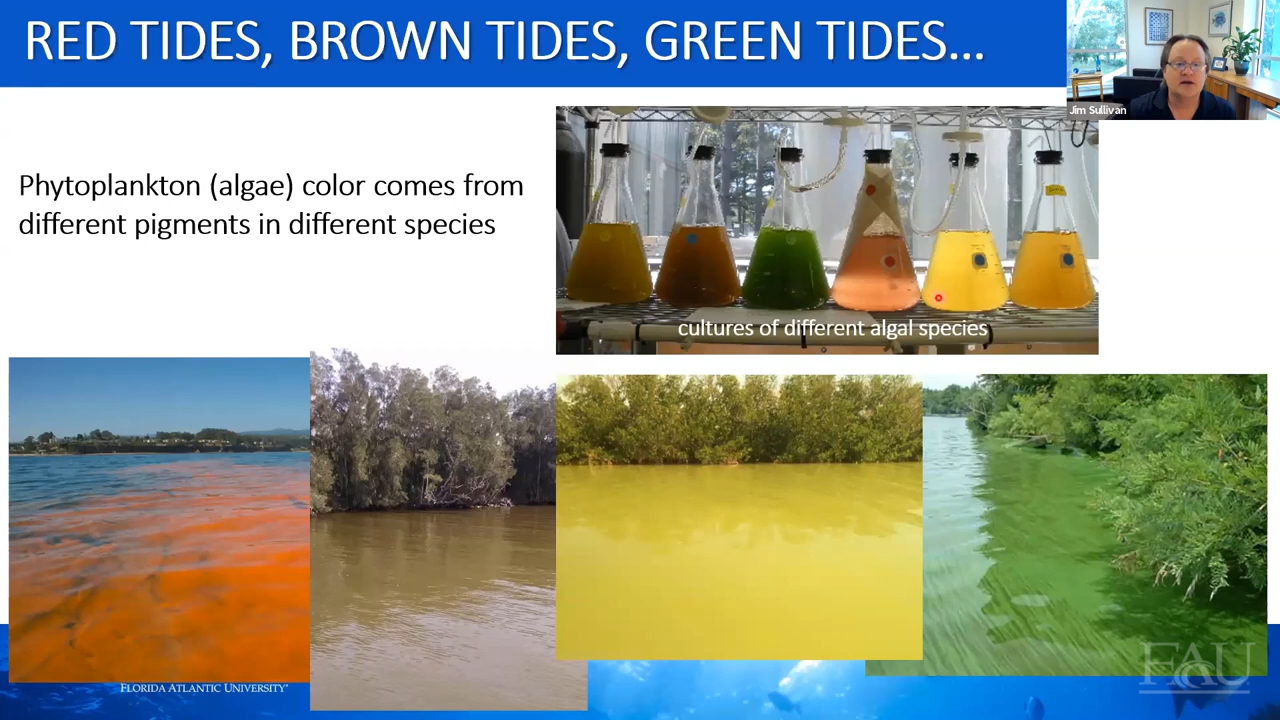 RED TIDES, BROWN TIDES, GREEN TIDES...
Jim Sullivan
Phytoplankton (algae) color comes from
different pigments in different species
cultures of different algal species
FLORIDA ATLANTIC UNIVERSITY®
FAU